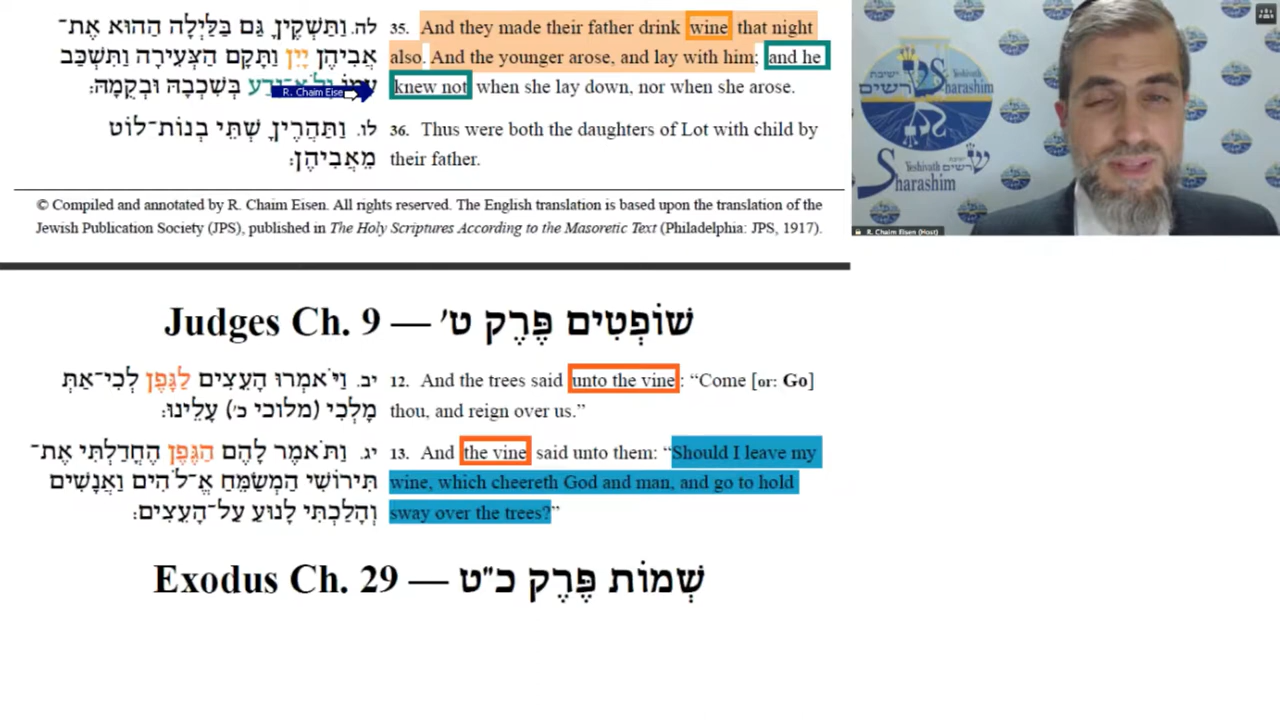 לה. וַתַּשְׁקֶיןָ גַּם בַּלַּיְלָה הַהוּא אֶת־
אֲבִיהֶן יָיִן וַתָּקָם הַצְּעִירָה וַתִּשְׁכַּב
בְּשִׁכְבָהּ וּבְקֻמָהּ:
R. Chaim Eise
35. And they made their father drink wine that night
also. And the younger arose, and lay with him; and he
knew not when she lay down, nor when she arose.
לו. וַתַּהֲרֶיןָ שְׁתֵּי בְנוֹת־לוֹט
מֵאֲבִיהֶן:
36. Thus were both the daughters of Lot with child by
their father.
© Compiled and annotated by R. Chaim Eisen. All rights reserved. The English translation is based upon the translation of the
Jewish Publication Society (JPS), published in The Holy Scriptures According to the Masoretic Text (Philadelphia: JPS, 1917).
Judges Ch. 9 — שׁוֹפְטִים פֶּרֶק ט׳
יב. וַיֹּאמְרוּ הָעֵצִים לַגָּפֶן לְכִי־אַתְּ
מָלְכִי (מלוכי כ׳) עָלֵינוּ:
12. And the trees said unto the vine: “Come [or: Go]
thou, and reign over us.”
יג. וַתֹּאמֶר לָהֶם הַגֶּפֶן הֶחֳדַלְתִּי אֶת־
תִּירוֹשִׁי הַמְשַׂמֵּחַ אֱ־לֹהִים וַאֲנָשִׁים
וְהָלַכְתִּי לָנוּעַ עַל־הָעֵצִים:
13. And the vine said unto them: “Should I leave my
wine, which cheereth God and man, and go to hold
sway over the trees?”
Exodus Ch. 29 — שְׁמוֹת פֶּרֶק כ״ט
ישיבת
שרשים
Yeshivath
Sharashim
Yeshivath
Sharashim
R. Chaim Eisen (Host)